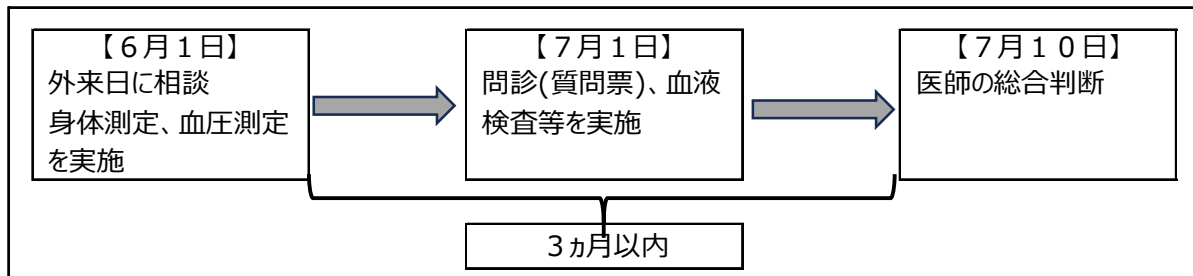 【６月１日】
外来日に相談
身体測定、血圧測定
を実施
【７月１日】
問診(質問票)、血液
検査等を実施
【７月１０日】
医師の総合判断
３ヵ月以内